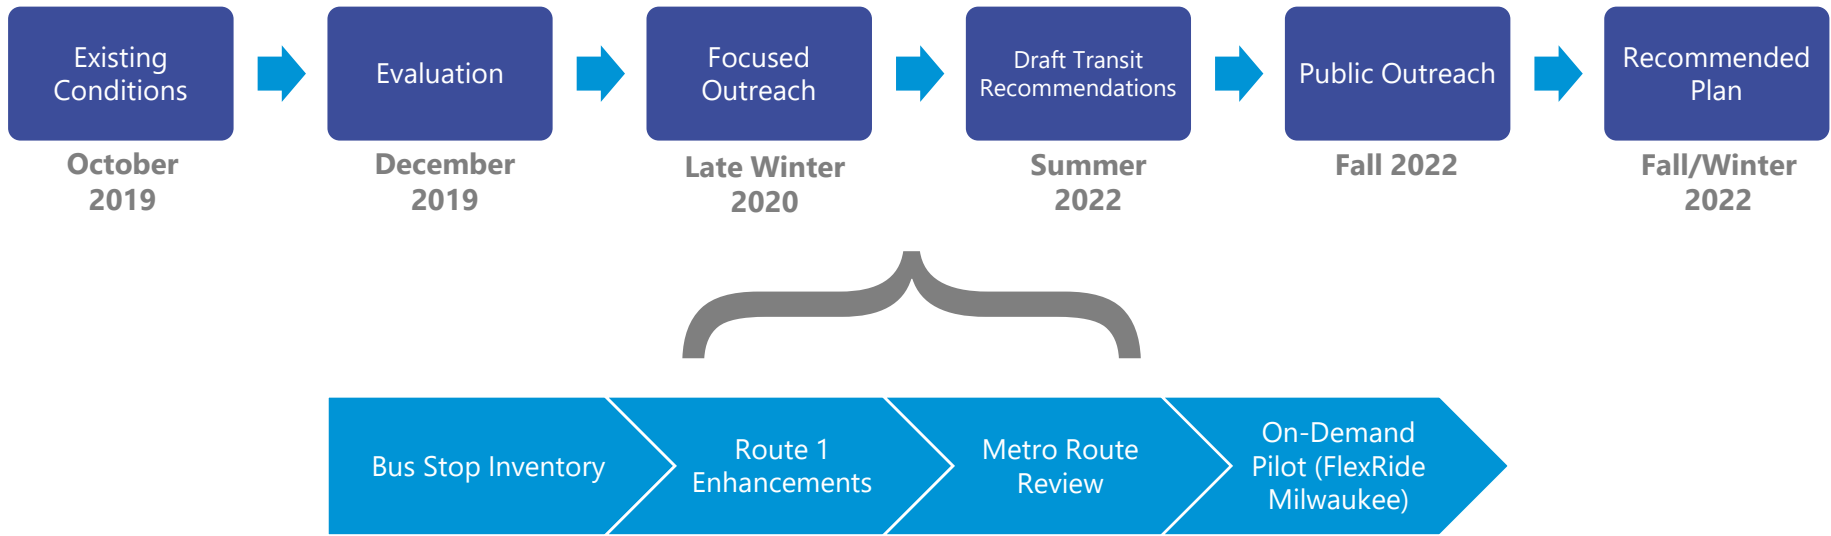 Existing
Conditions
Evaluation
Focused
Outreach
Draft Transit
Recommendations
Public Outreach
Recommended
Plan
October
2019
December
2019
Late Winter
2020
Summer
2022
Fall 2022
Fall/Winter
2022
Bus Stop Inventory
Route 1
Enhancements
Metro Route
Review
On-Demand
Pilot (FlexRide
Milwaukee)